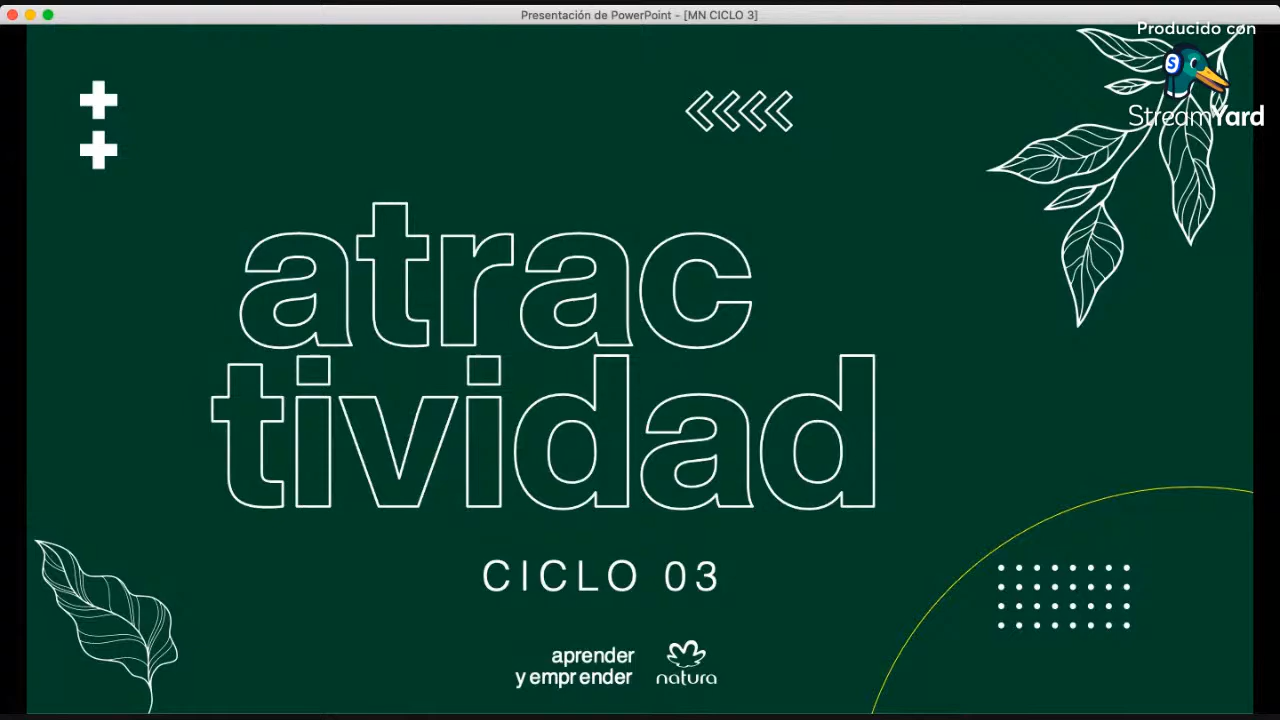 Presentación de PowerPoint - [MN CICLO 3]
Producido con
S
StreamYard
atrac
tividad
CICLO 03
aprender
y emprender
natura